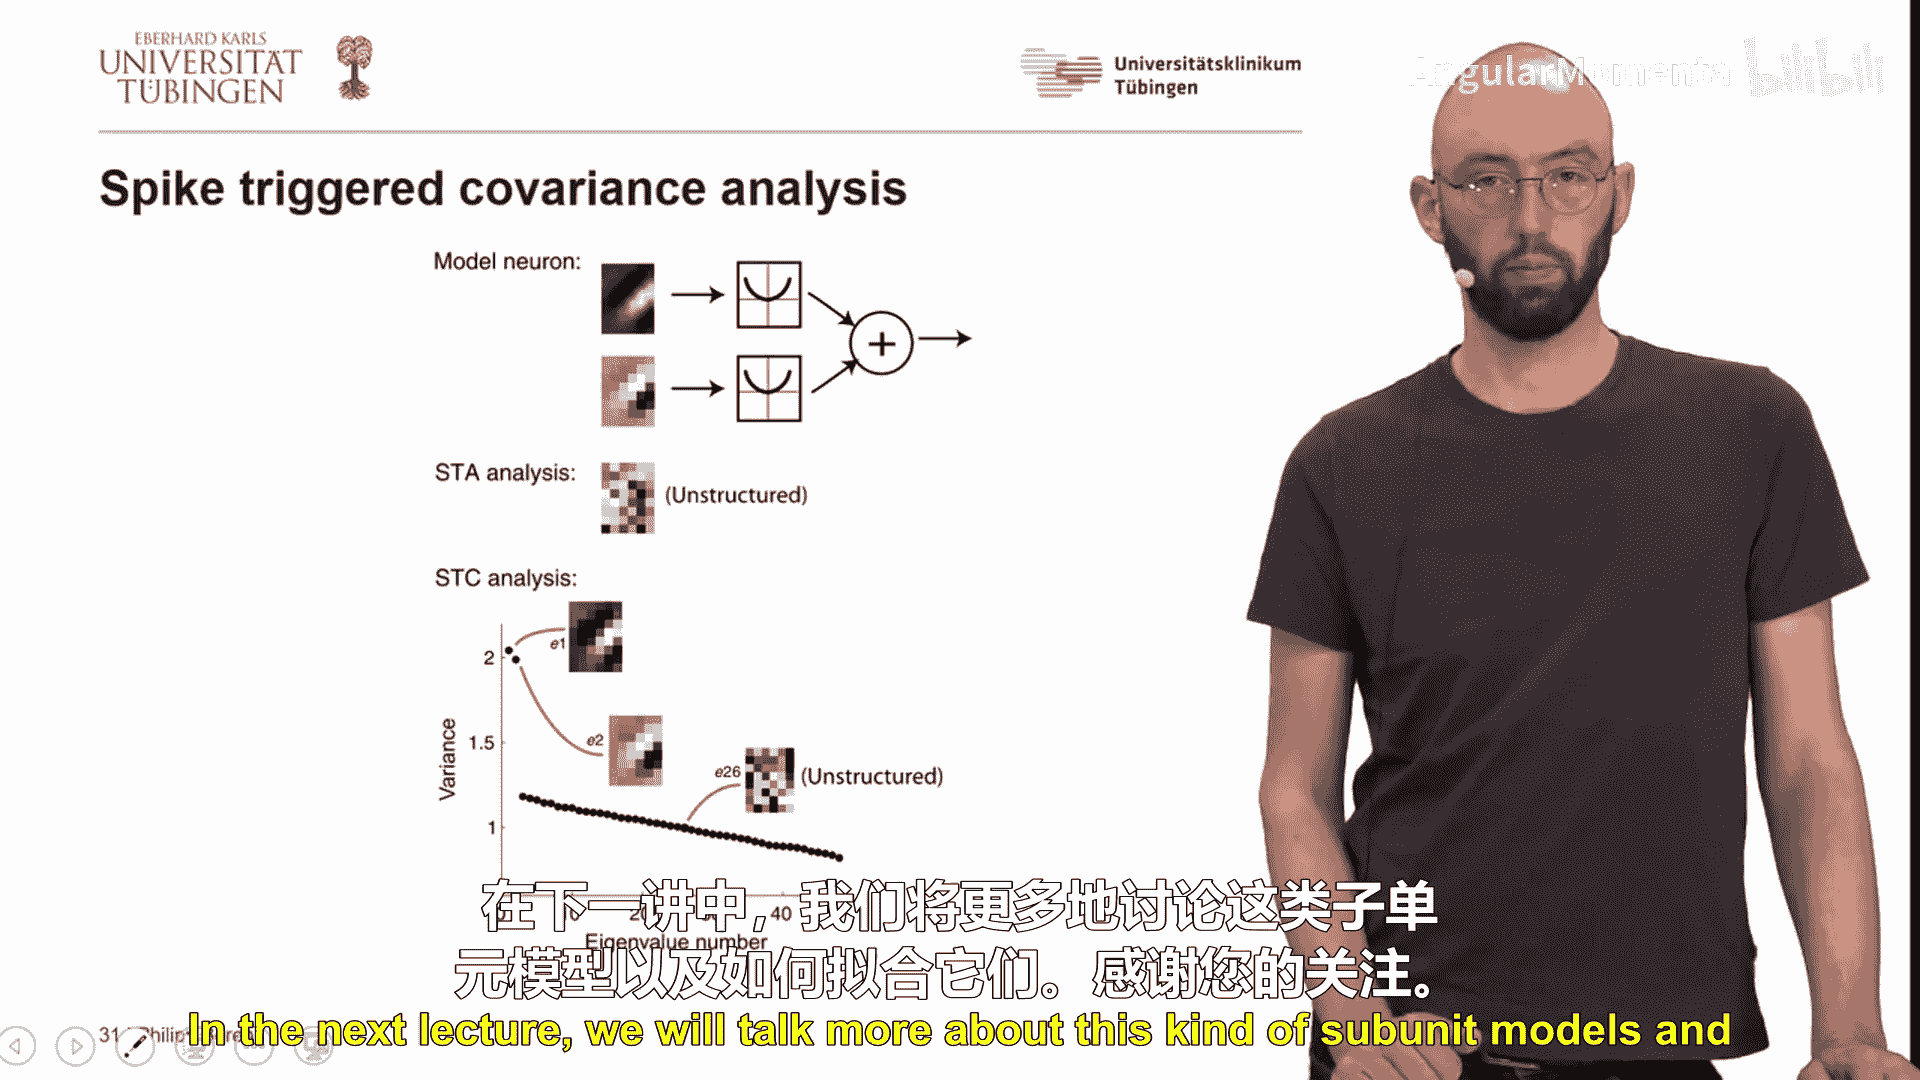 EBERHARD KARLS
UNIVERSITÄT
TÜBINGEN
Universitätsklinikum
Tübingen
AngularMomenta bilibili
Spike triggered covariance analysis
Model neuron:
+
STA analysis:
(Unstructured)
STC analysis:
e1
2
e2
1.5
e26
(Unstructured)
Variance
1
40
Eigenvalue number
在下一讲中，我们将更多地讨论这类子单
元模型以及如何拟合它们。感谢您的关注。
31
In the next lecture, we will talk more about this kind of subunit models and